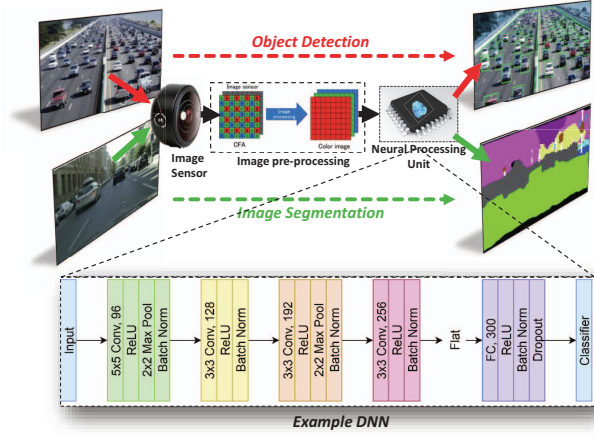 Object Detection
Image sensor
Image
processing
CFA
Color image
Image
Sensor
Image pre-processing
Neural Processing
Unit
Image Segmentation
Input
5x5 Conv, 96
ReLU
2x2 Max Pool
Batch Norm
3x3 Conv, 128
ReLU
Batch Norm
3x3 Conv, 192
ReLU
2x2 Max Pool
Batch Norm
3x3 Conv, 256
ReLU
Batch Norm
Flat
FC, 300
ReLU
Batch Norm
Dropout
Classifier
Example DNN